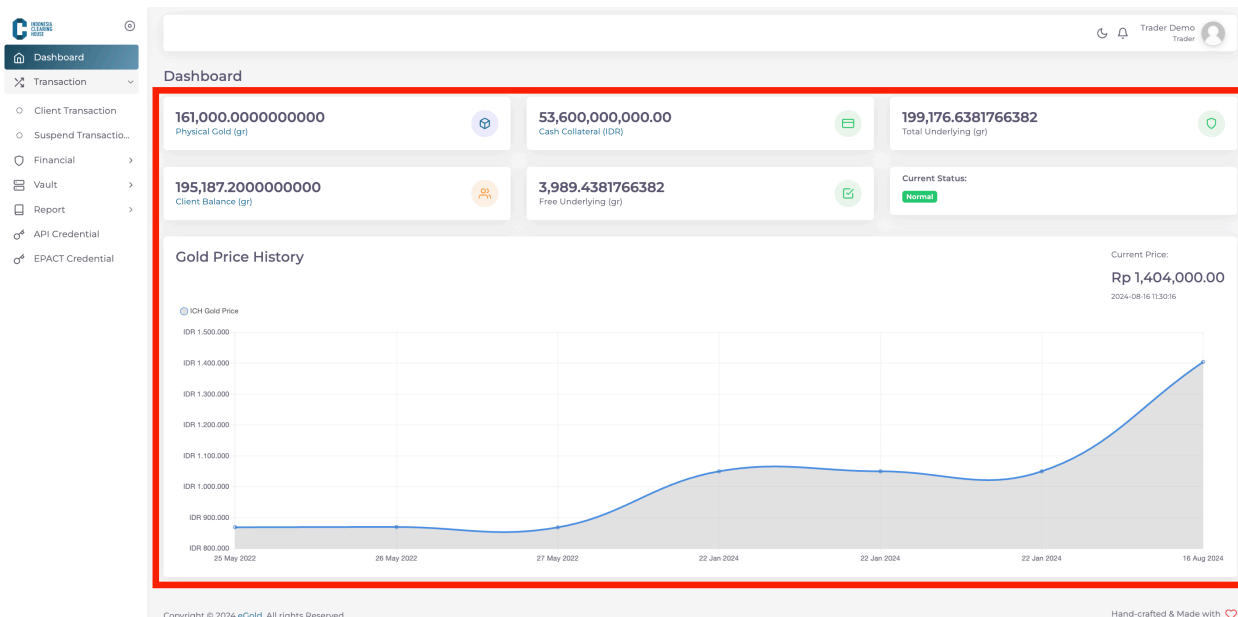 INDONESIA
CLEARING
HOUSE
Trader Demo
Trader
Dashboard
Transaction
Client Transaction
Suspend Transactio...
Financial
Vault
Report
API Credential
EPACT Credential
Dashboard
161,000.0000000000
Physical Gold (gr)
53,600,000,000.00
Cash Collateral (IDR)
199,176.6381766382
Total Underlying (gr)
195,187.2000000000
Client Balance (gr)
3,989.4381766382
Free Underlying (gr)
Current Status:
Normal
Gold Price History
Current Price:
Rp 1,404,000.00
2024-08-16 11:30:16
ICH Gold Price
IDR 1.500.000
IDR 1.400.000
IDR 1.300.000
IDR 1.200.000
IDR 1.100.000
IDR 1.000.000
IDR 900.000
IDR 800.000
25 May 2022 26 May 2022 27 May 2022 22 Jan 2024 22 Jan 2024 22 Jan 2024 16 Aug 2024
Copyright © 2024 eGold, All rights Reserved
Hand-crafted & Made with